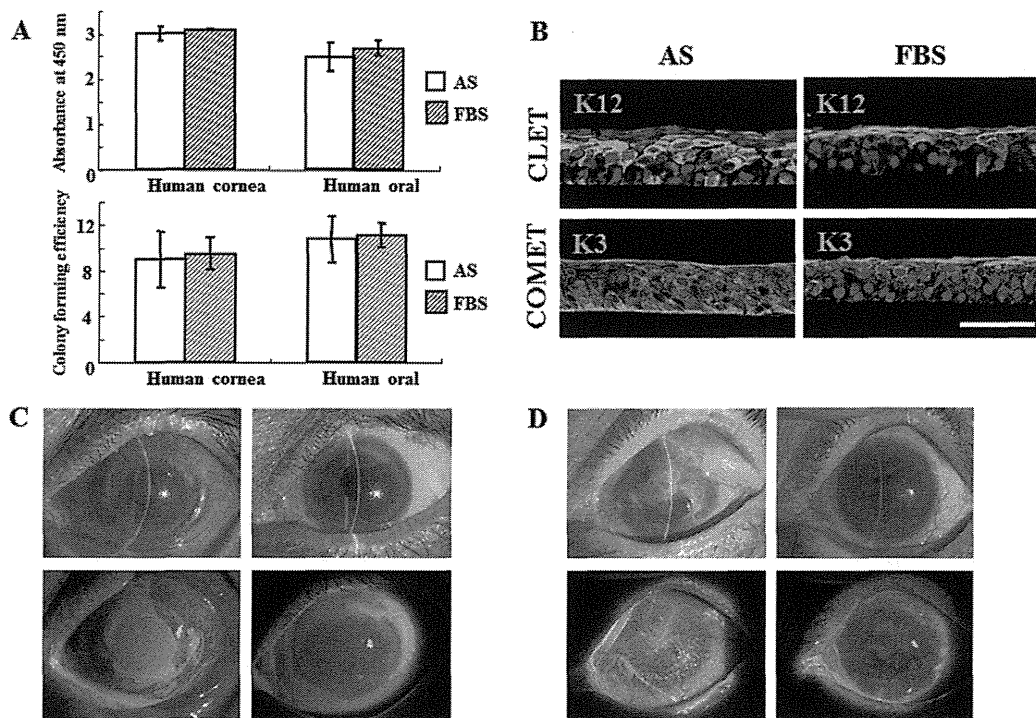 A
Absorbance at 450 nm
3
2
1
0
Human cornea
Human oral
AS
FBS
Colony forming efficiency
12
8
4
0
Human cornea
Human oral
AS
FBS
B
AS
FBS
CLET
K12
K12
COMET
K3
K3
C
D